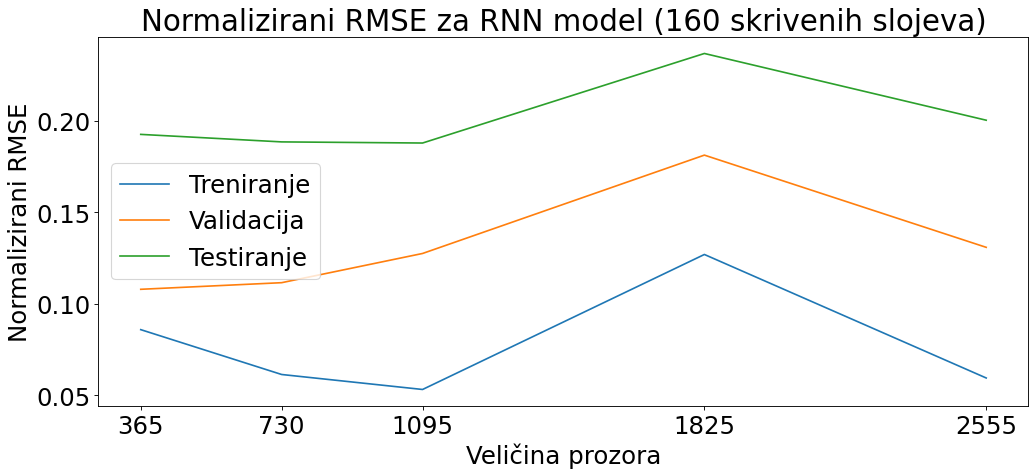 Normalizirani RMSE za RNN model (160 skrivenih slojeva)
Normalizirani RMSE
0.20
0.15
0.10
0.05
Treniranje
Validacija
Testiranje
365 730 1095 1825 2555
Veličina prozora